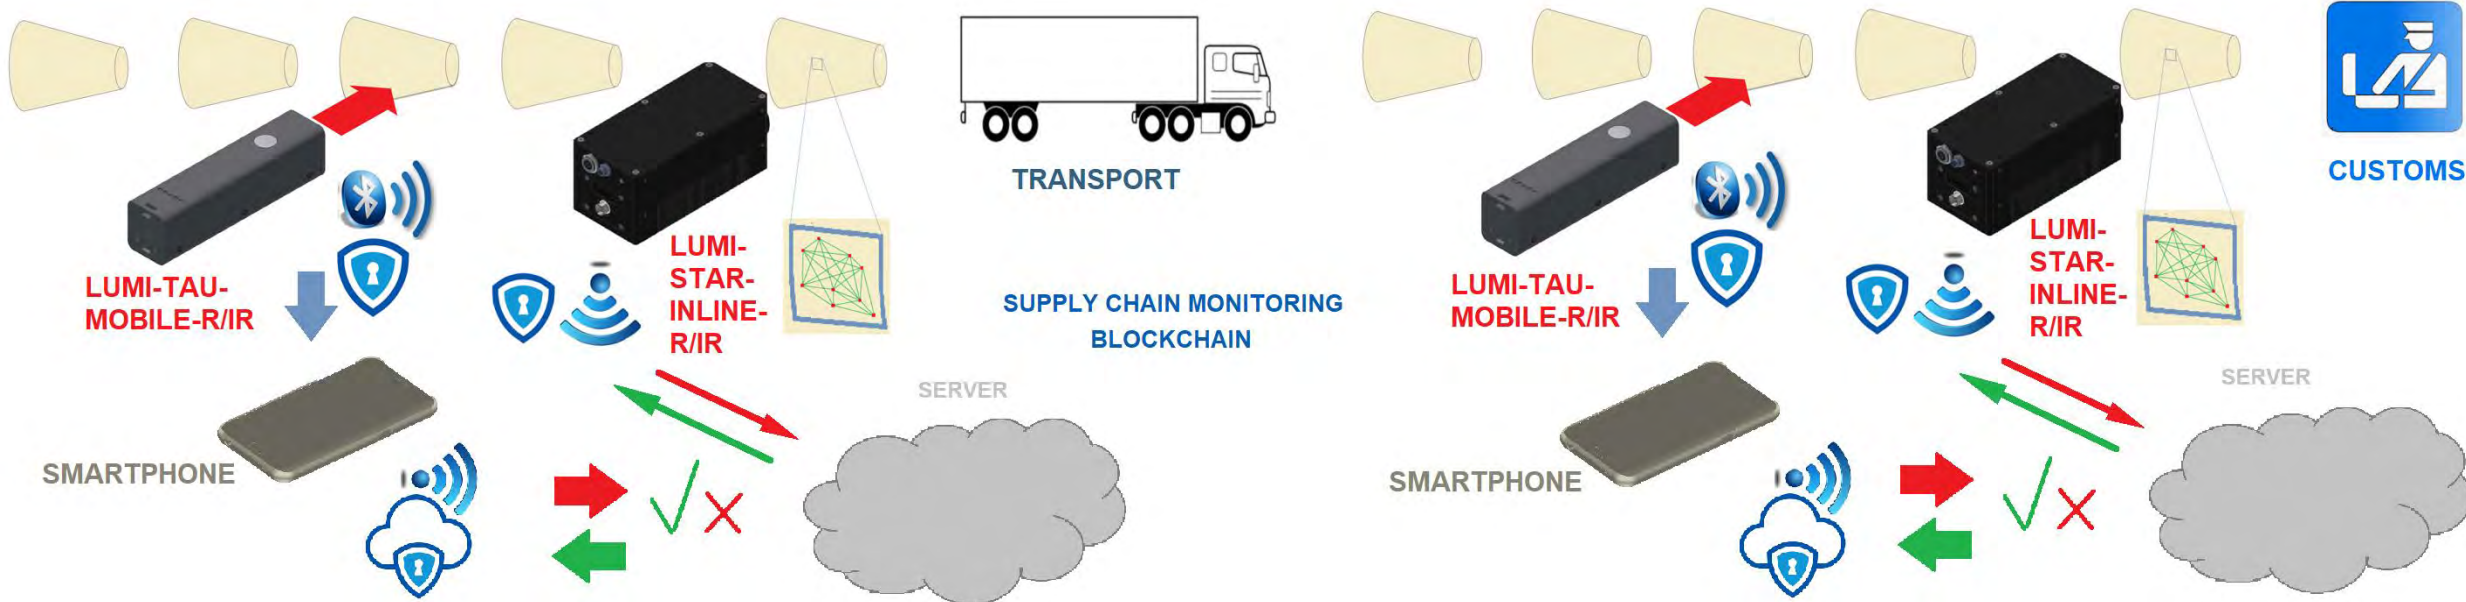 TRANSPORT
CUSTOMS
LUMI-TAU-
MOBILE-R/IR
LUMI-
STAR-
INLINE-
R/IR
SUPPLY CHAIN MONITORING
BLOCKCHAIN
LUMI-TAU-
MOBILE-R/IR
LUMI-
STAR-
INLINE-
R/IR
SERVER
SERVER
SMARTPHONE
SMARTPHONE